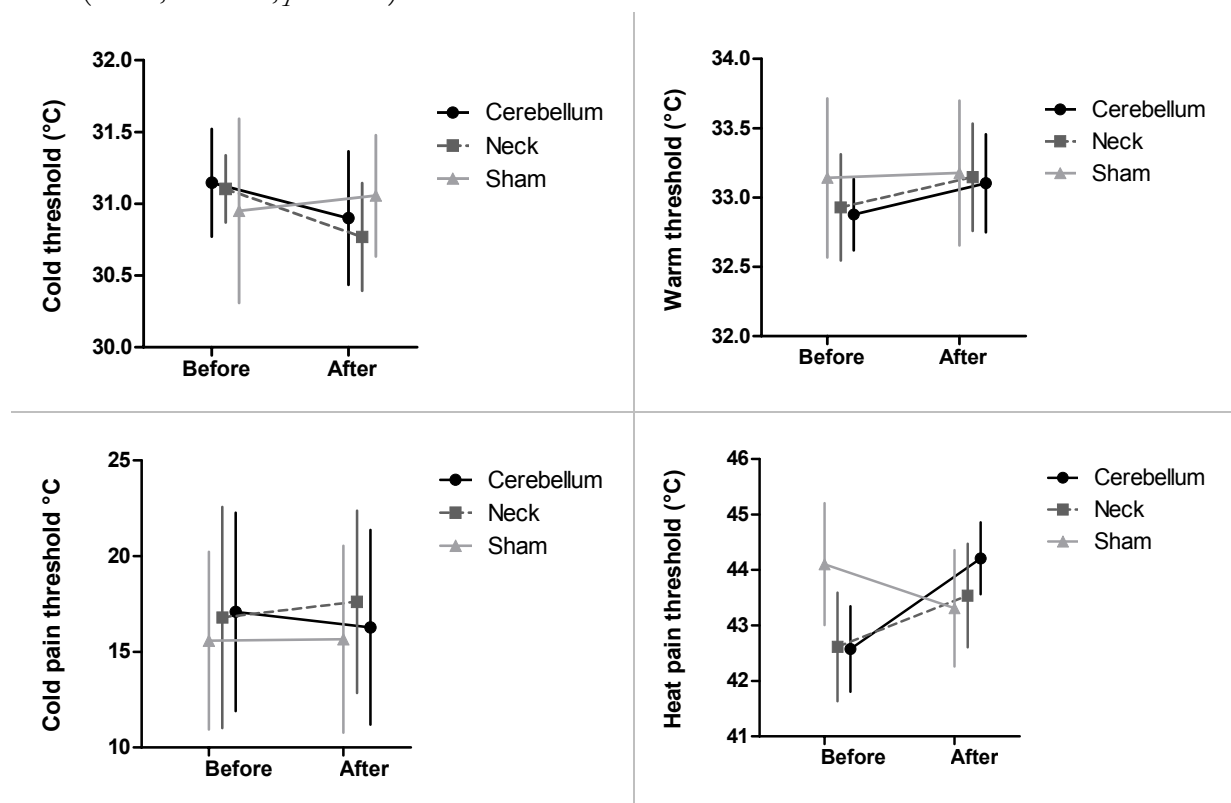 32.0
31.5
31.0
30.5
30.0
Cold threshold (°C)
Before After
Cerebellum
Neck
Sham
34.0
33.5
33.0
32.5
32.0
Warm threshold (°C)
Before After
Cerebellum
Neck
Sham
25
20
15
10
Cold pain threshold °C
Before After
Cerebellum
Neck
Sham
46
45
44
43
42
41
Heat pain threshold (°C)
Before After
Cerebellum
Neck
Sham